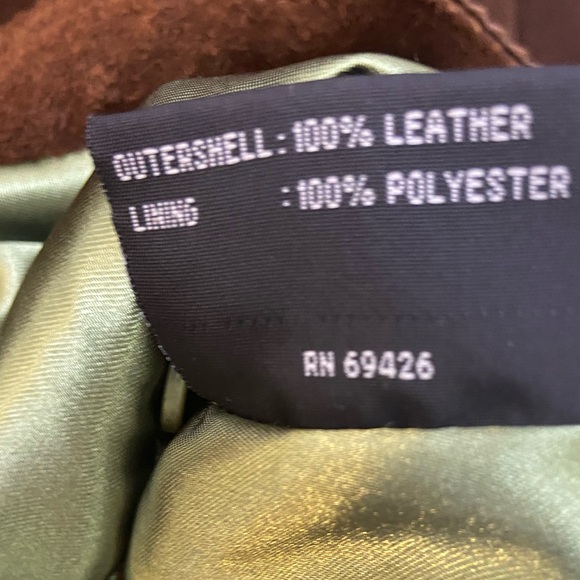 OUTERSHELL : 100% LEATHER
LINING : 100% POLYESTER
RN 69426